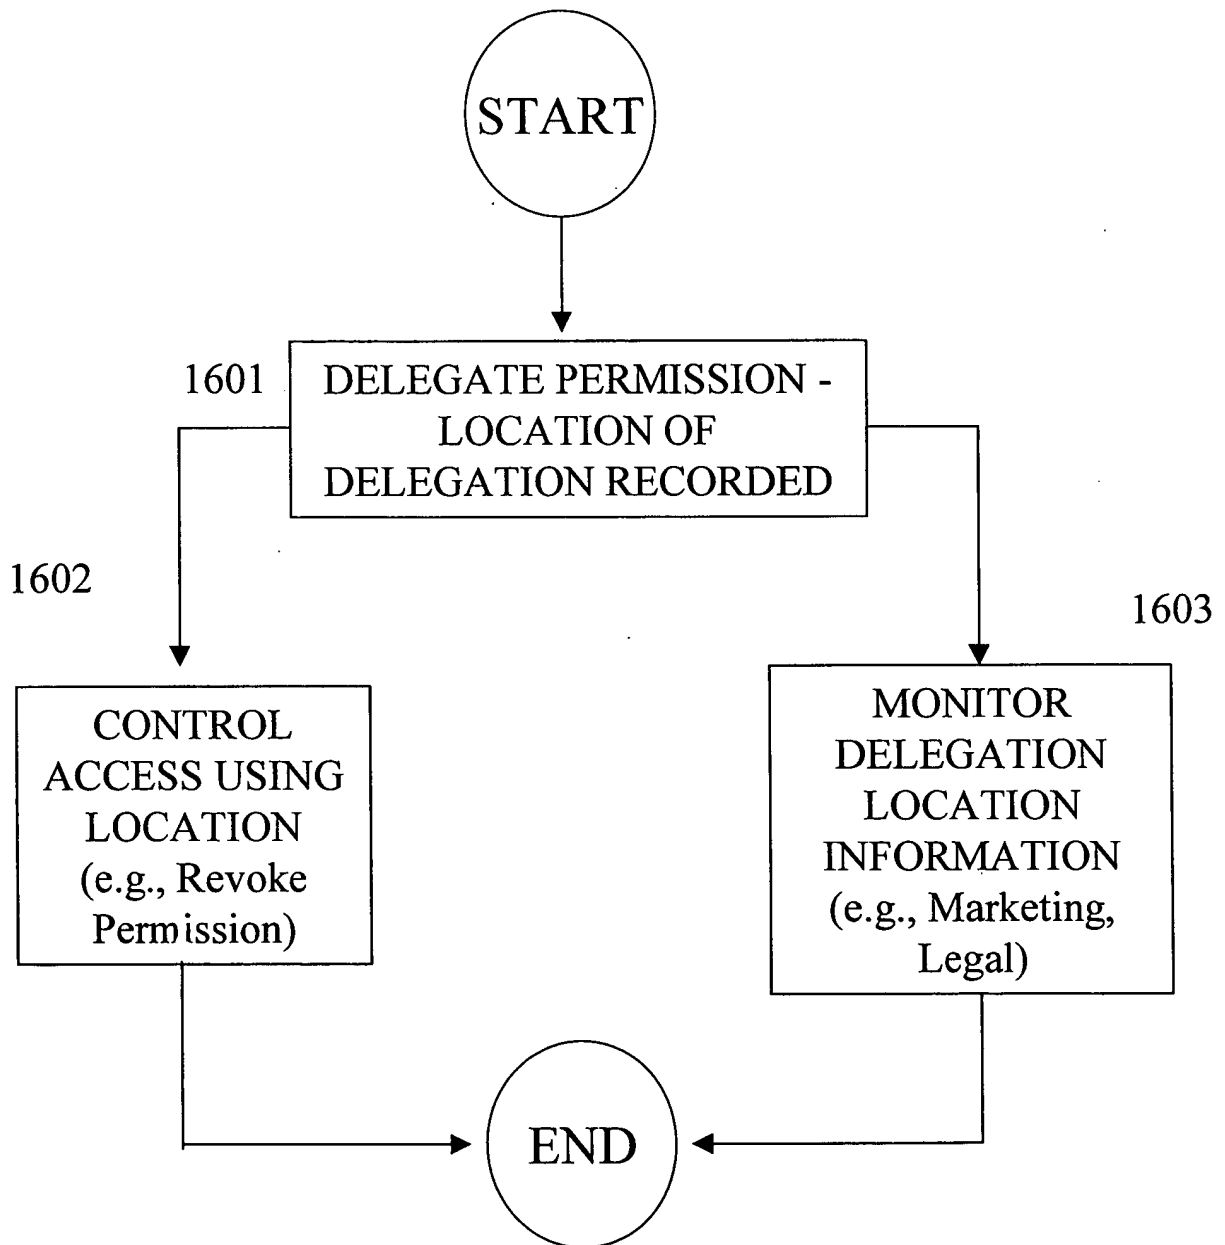 START
1601
DELEGATE PERMISSION -
LOCATION OF
DELEGATION RECORDED
1602
1603
CONTROL
ACCESS USING
LOCATION
(e.g., Revoke
Permission)
MONITOR
DELEGATION
LOCATION
INFORMATION
(e.g., Marketing,
Legal)
END